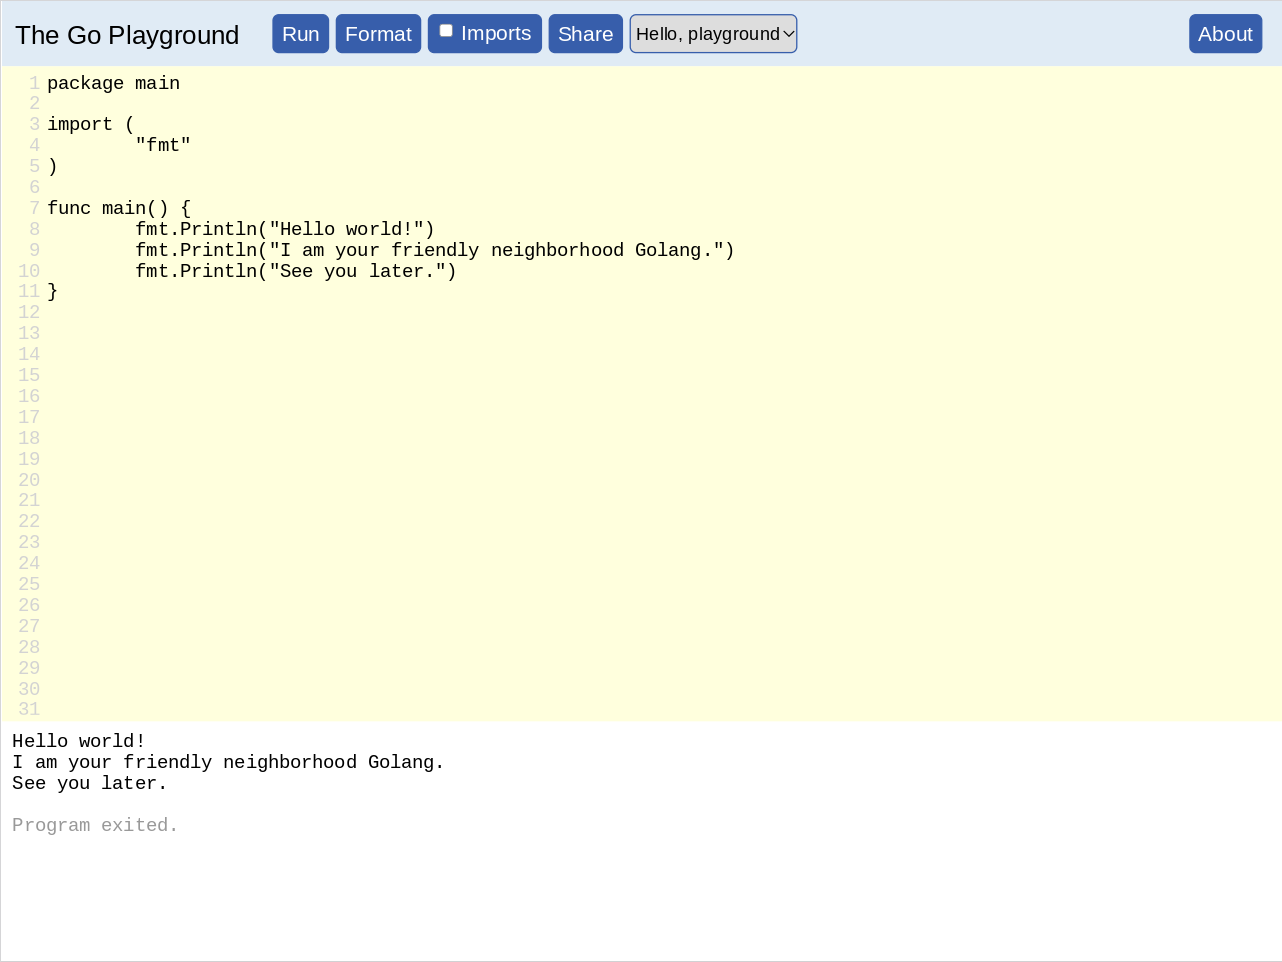 The Go Playground Run Format Imports Share Hello, playground About
1 package main
2
3 import (
4         "fmt"
5 )
6
7 func main() {
8         fmt.Println("Hello world!")
9         fmt.Println("I am your friendly neighborhood Golang.")
10         fmt.Println("See you later.")
11 }
12
13
14
15
16
17
18
19
20
21
22
23
24
25
26
27
28
29
30
31
Hello world!
I am your friendly neighborhood Golang.
See you later.
Program exited.